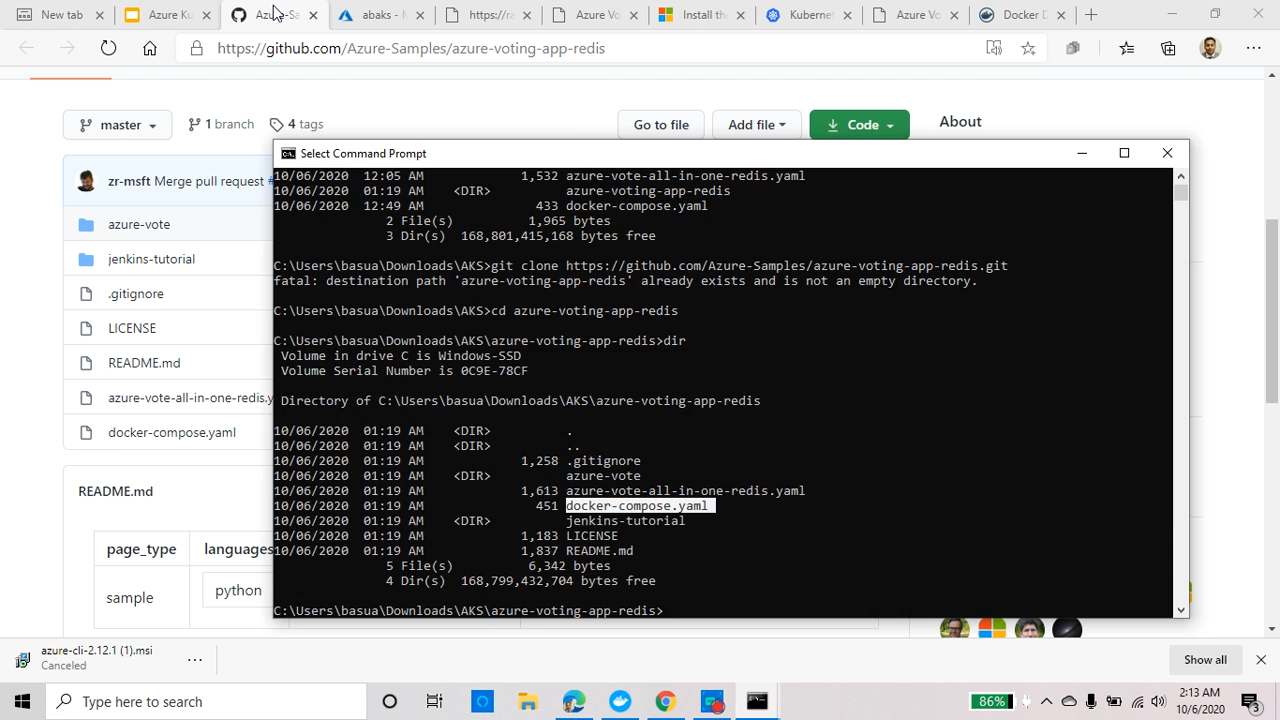 New tab
Azure Ku
Azure-Sa
abaks
https://ra
Azure Vo
Install the
Kubernet
Azure Vo
Docker D
https://github.com/Azure-Samples/azure-voting-app-redis
master
1 branch
4 tags
Go to file
Add file
Code
About
zr-msft Merge pull request #
azure-vote
jenkins-tutorial
.gitignore
LICENSE
README.md
azure-vote-all-in-one-redis.y
docker-compose.yaml
README.md
page_type
languages
sample
python
Select Command Prompt
10/06/2020 12:05 AM 1,532 azure-vote-all-in-one-redis.yaml
10/06/2020 01:19 AM <DIR> azure-voting-app-redis
10/06/2020 12:49 AM 433 docker-compose.yaml
2 File(s) 1,965 bytes
3 Dir(s) 168,801,415,168 bytes free
C:\Users\basua\Downloads\AKS>git clone https://github.com/Azure-Samples/azure-voting-app-redis.git
fatal: destination path 'azure-voting-app-redis' already exists and is not an empty directory.
C:\Users\basua\Downloads\AKS>cd azure-voting-app-redis
C:\Users\basua\Downloads\AKS\azure-voting-app-redis>dir
Volume in drive C is Windows-SSD
Volume Serial Number is 0C9E-78CF
Directory of C:\Users\basua\Downloads\AKS\azure-voting-app-redis
10/06/2020 01:19 AM <DIR> .
10/06/2020 01:19 AM <DIR> ..
10/06/2020 01:19 AM 1,258 .gitignore
10/06/2020 01:19 AM <DIR> azure-vote
10/06/2020 01:19 AM 1,613 azure-vote-all-in-one-redis.yaml
10/06/2020 01:19 AM 451 docker-compose.yaml
10/06/2020 01:19 AM <DIR> jenkins-tutorial
10/06/2020 01:19 AM 1,183 LICENSE
10/06/2020 01:19 AM 1,837 README.md
5 File(s) 6,342 bytes
4 Dir(s) 168,799,432,704 bytes free
C:\Users\basua\Downloads\AKS\azure-voting-app-redis>
azure-cli-2.12.1 (1).msi
Canceled
Show all
Type here to search
86%
2:13 AM
10/6/2020
3